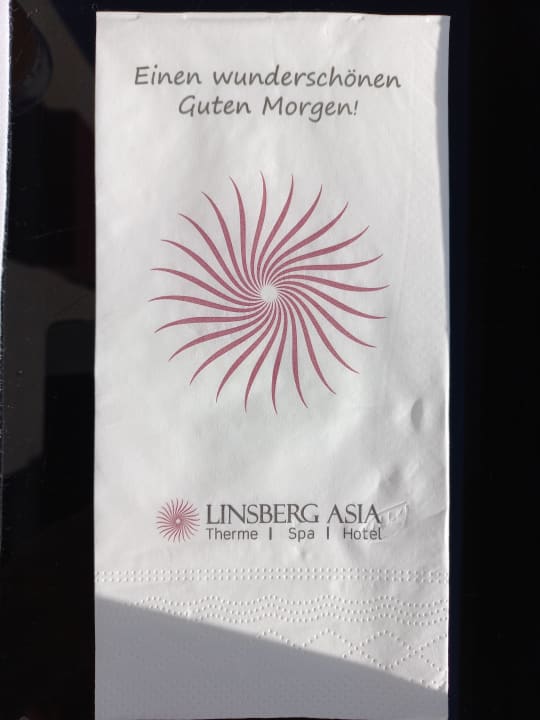 Einen wunderschönen
Guten Morgen!
LINSBERG ASIA
Therme | Spa | Hotel